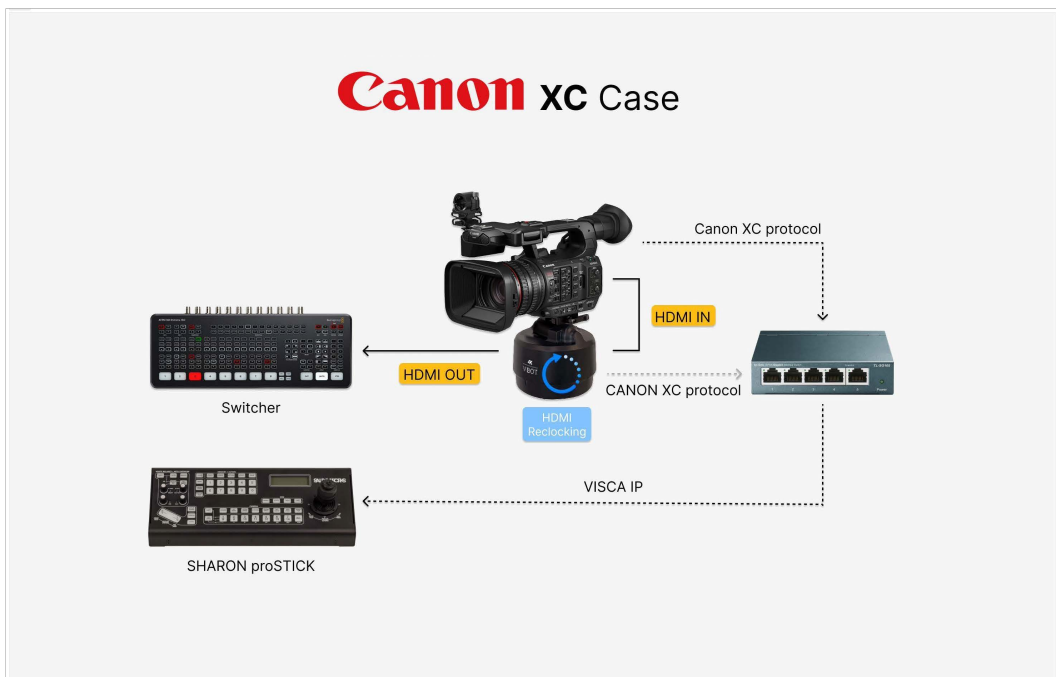 Canon XC Case
Canon XC protocol
HDMI IN
HDMI OUT
CANON XC protocol
VBOT
HDMI
Reclocking
Switcher
VISCA IP
SHARON proSTICK